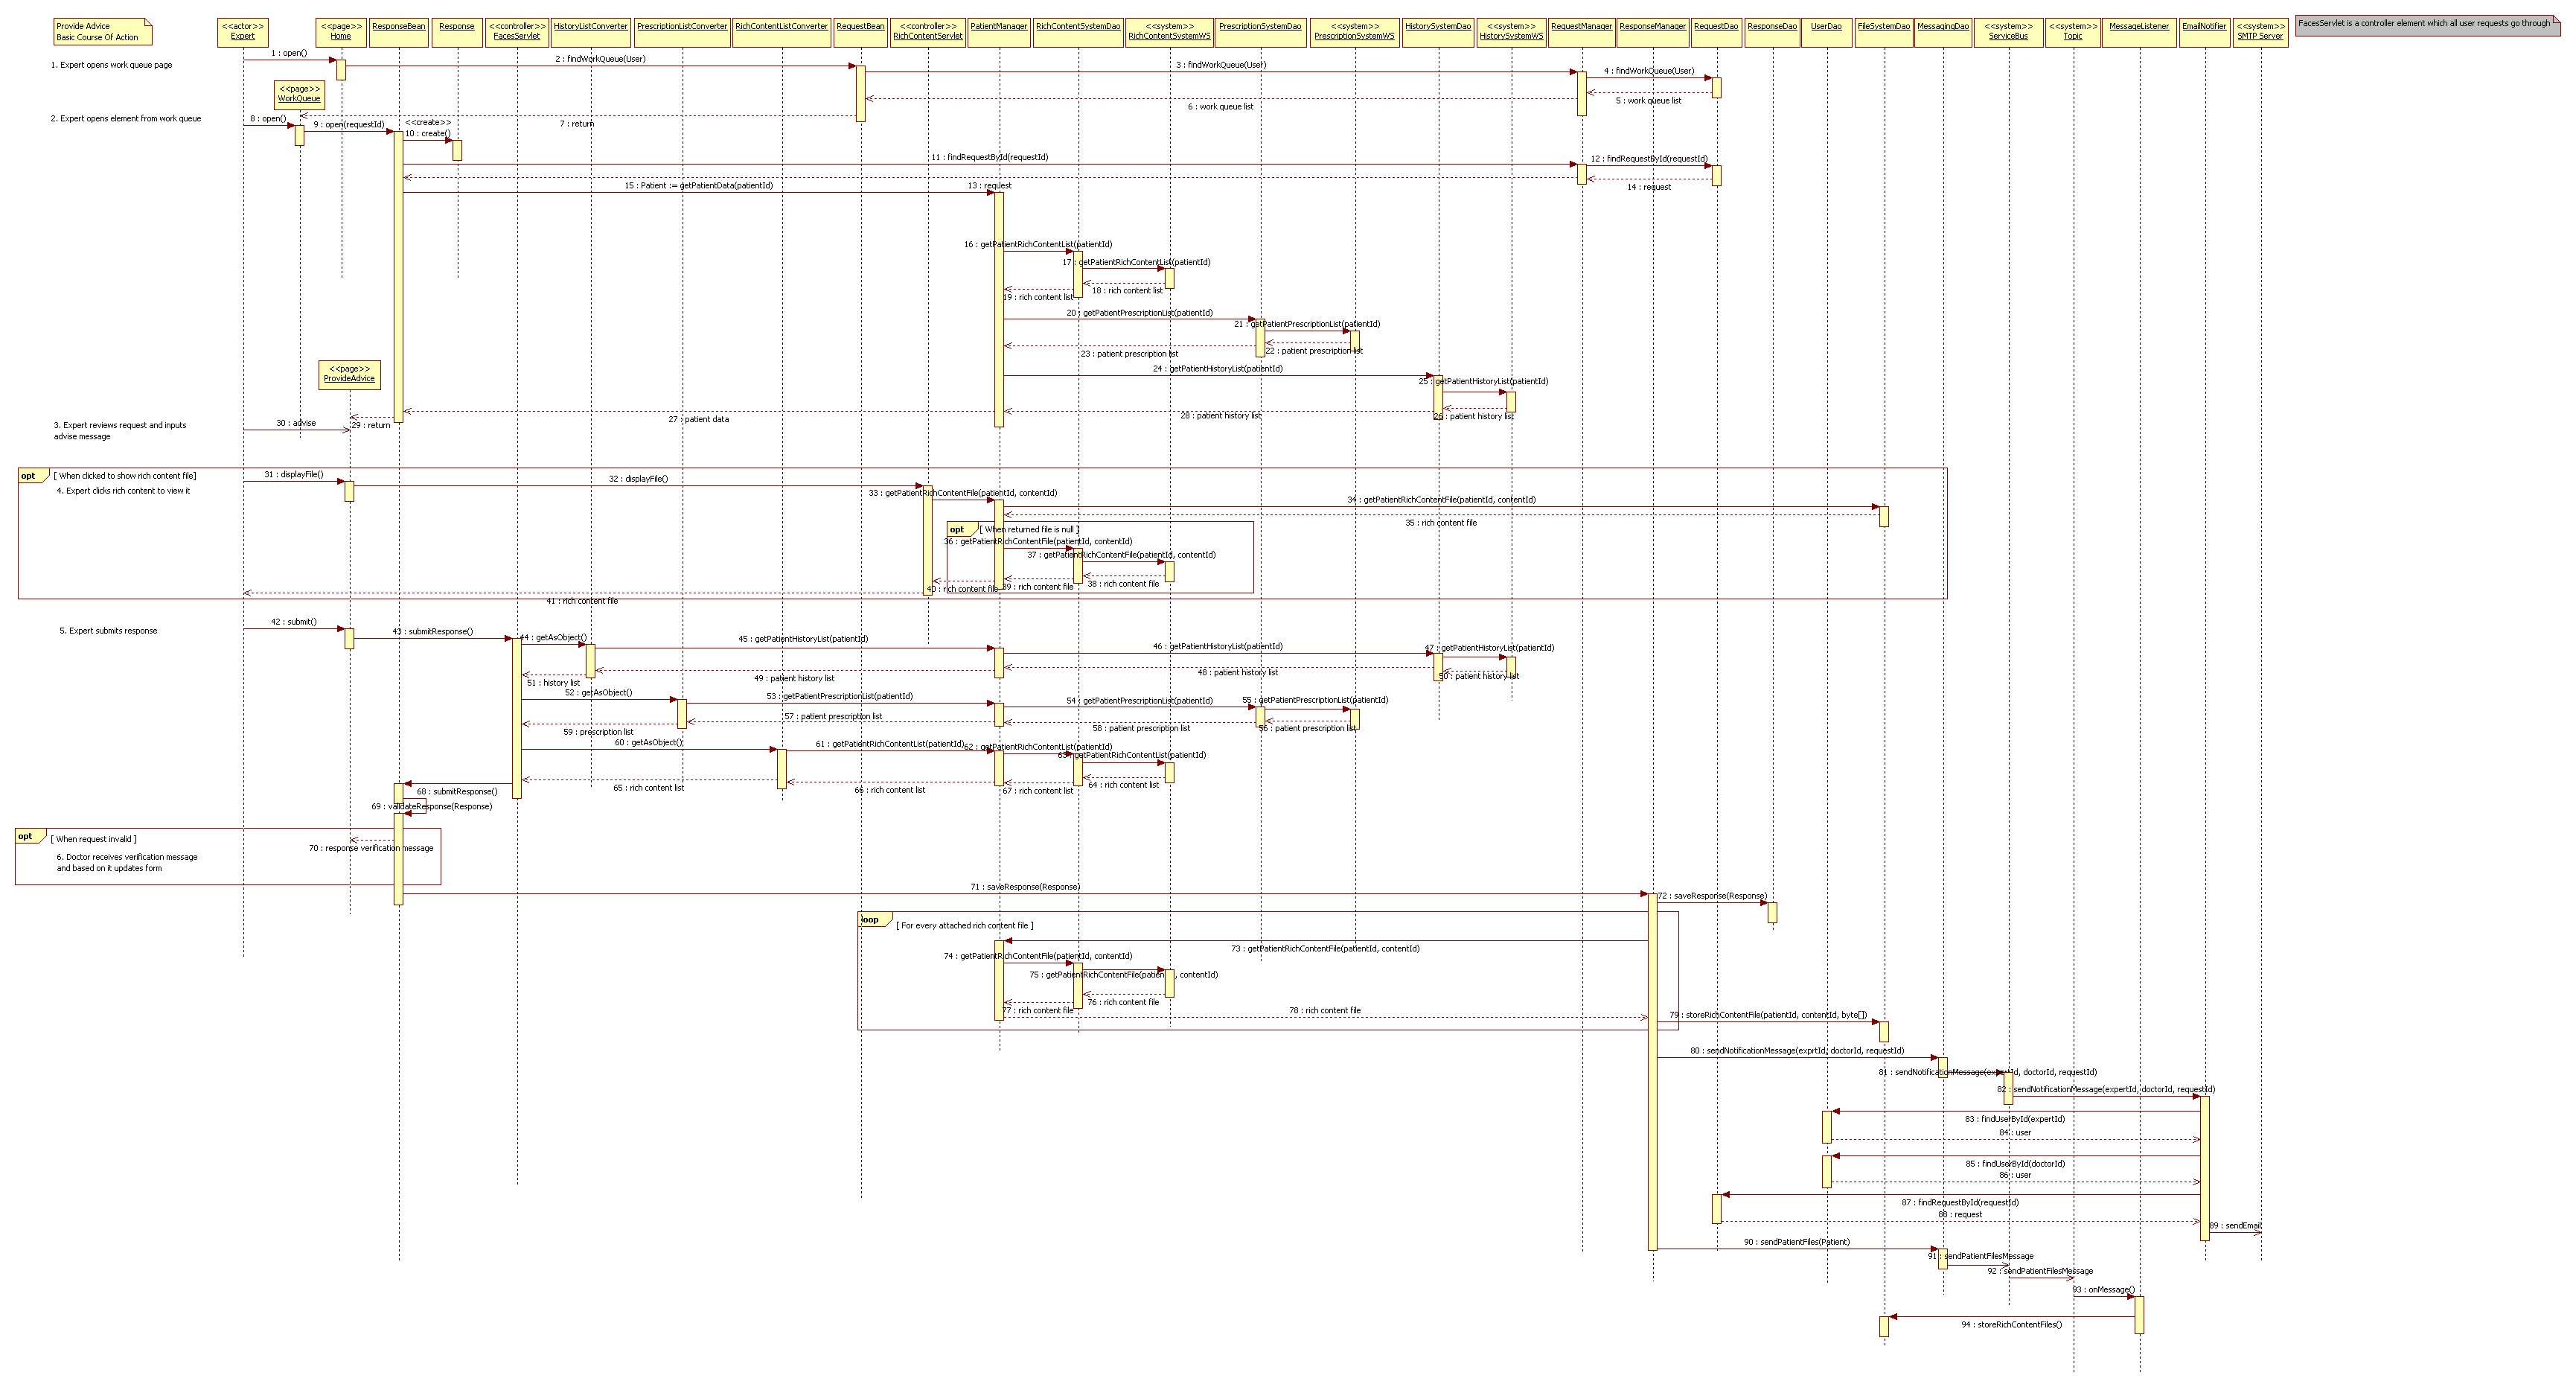 Provide Advice
Basic Course Of Action
<<actor>>
Expert
<<page>>
Home
ResponseBean
Response
<<controller>>
FacesServlet
HistoryListConverter
PrescriptionListConverter
RichContentListConverter
RequestBean
<<controller>>
RichContentServlet
PatientManager
RichContentSystemDao
<<system>>
RichContentSystemWS
PrescriptionSystemDao
<<system>>
PrescriptionSystemWS
HistorySystemDao
<<system>>
HistorySystemWS
RequestManager
ResponseManager
RequestDao
ResponseDao
UserDao
FileSystemDao
MessagingDao
<<system>>
ServiceBus
<<system>>
Topic
MessageListener
EmailNotifier
<<system>>
SMTP Server
FacesServlet is a controller element which all user requests go through
1 : open()
1. Expert opens work queue page
2 : findWorkQueue(User)
3 : findWorkQueue(User)
4 : findWorkQueue(User)
5 : work queue list
6 : work queue list
<<page>>
WorkQueue
7 : return
2. Expert opens element from work queue
8 : open()
9 : open(requestId)
<<create>>
10 : create()
11 : findRequestById(requestId)
12 : findRequestById(requestId)
15 : Patient := getPatientData(patientId)
13 : request
14 : request
16 : getPatientRichContentList(patientId)
17 : getPatientRichContentList(patientId)
18 : rich content list
19 : rich content list
20 : getPatientPrescriptionList(patientId)
21 : getPatientPrescriptionList(patientId)
22 : patient prescription list
23 : patient prescription list
<<page>>
ProvideAdvice
24 : getPatientHistoryList(patientId)
25 : getPatientHistoryList(patientId)
26 : patient history list
28 : patient history list
27 : patient data
29 : return
30 : advise
3. Expert reviews request and inputs
advise message
opt
[ When clicked to show rich content file]
4. Expert clicks rich content to view it
31 : displayFile()
32 : displayFile()
33 : getPatientRichContentFile(patientId, contentId)
34 : getPatientRichContentFile(patientId, contentId)
35 : rich content file
opt
[ When returned file is null ]
36 : getPatientRichContentFile(patientId, contentId)
37 : getPatientRichContentFile(patientId, contentId)
38 : rich content file
39 : rich content file
40 : rich content file
41 : rich content file
42 : submit()
5. Expert submits response
43 : submitResponse()
44 : getAsObject()
45 : getPatientHistoryList(patientId)
46 : getPatientHistoryList(patientId)
47 : getPatientHistoryList(patientId)
48 : patient history list
50 : patient history list
49 : patient history list
51 : history list
52 : getAsObject()
53 : getPatientPrescriptionList(patientId)
54 : getPatientPrescriptionList(patientId)
55 : getPatientPrescriptionList(patientId)
57 : patient prescription list
58 : patient prescription list
56 : patient prescription list
59 : prescription list
60 : getAsObject()
61 : getPatientRichContentList(patientId)
62 : getPatientRichContentList(patientId)
63 : getPatientRichContentList(patientId)
64 : rich content list
65 : rich content list
66 : rich content list
67 : rich content list
68 : submitResponse()
69 : validateResponse(Response)
opt
[ When request invalid ]
70 : response verification message
6. Doctor receives verification message
and based on it updates form
71 : saveResponse(Response)
72 : saveResponse(Response)
loop
[ For every attached rich content file ]
73 : getPatientRichContentFile(patientId, contentId)
74 : getPatientRichContentFile(patientId, contentId)
75 : getPatientRichContentFile(patientId, contentId)
76 : rich content file
77 : rich content file
78 : rich content file
79 : storeRichContentFile(patientId, contentId, byte[])
80 : sendNotificationMessage(exprtId, doctorId, requestId)
81 : sendNotificationMessage(expertId, doctorId, requestId)
82 : sendNotificationMessage(expertId, doctorId, requestId)
83 : findUserById(expertId)
84 : user
85 : findUserById(doctorId)
86 : user
87 : findRequestById(requestId)
88 : request
89 : sendEmail
90 : sendPatientFiles(Patient)
91 : sendPatientFilesMessage
92 : sendPatientFilesMessage
93 : onMessage()
94 : storeRichContentFiles()